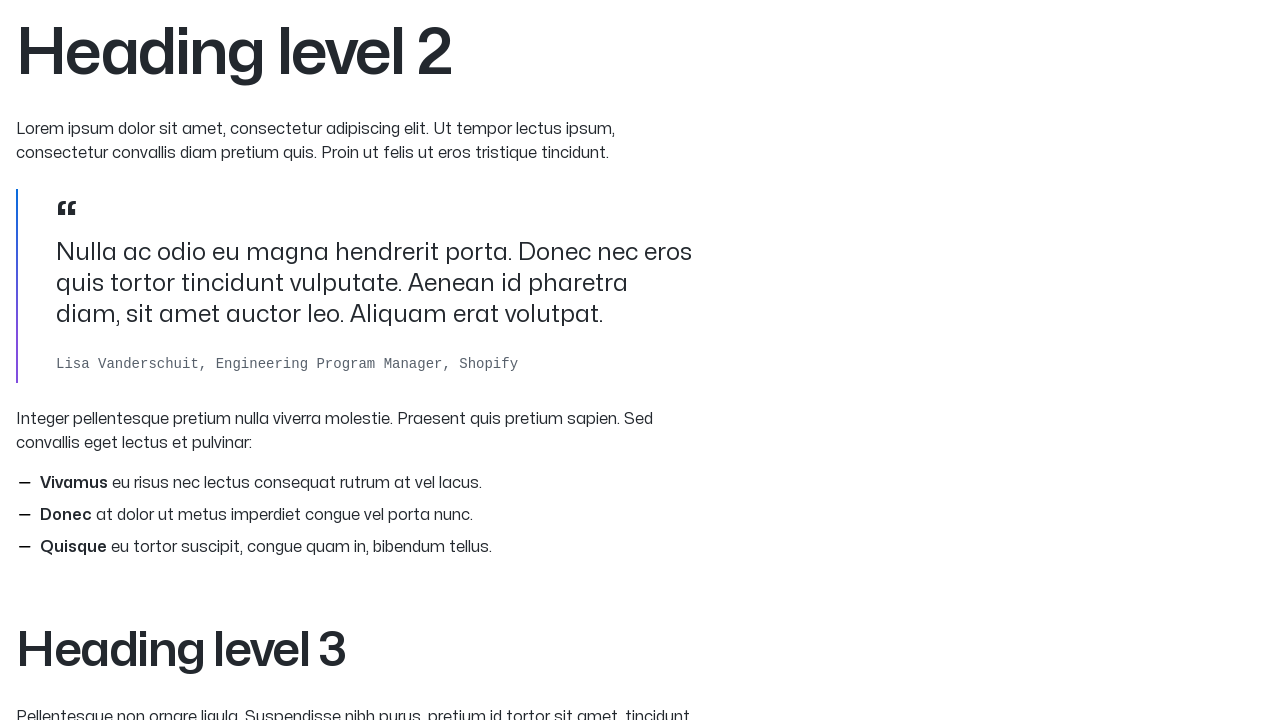 Heading level 2
Lorem ipsum dolor sit amet, consectetur adipiscing elit. Ut tempor lectus ipsum,
consectetur convallis diam pretium quis. Proin ut felis ut eros tristique tincidunt.
“
Nulla ac odio eu magna hendrerit porta. Donec nec eros
quis tortor tincidunt vulputate. Aenean id pharetra
diam, sit amet auctor leo. Aliquam erat volutpat.
Lisa Vanderschuit, Engineering Program Manager, Shopify
Integer pellentesque pretium nulla viverra molestie. Praesent quis pretium sapien. Sed
convallis eget lectus et pulvinar:
— Vivamus eu risus nec lectus consequat rutrum at vel lacus.
— Donec at dolor ut metus imperdiet congue vel porta nunc.
— Quisque eu tortor suscipit, congue quam in, bibendum tellus.
Heading level 3
Pellentesque non ornare ligula. Suspendisse nibh purus, pretium id tortor sit amet, tincidunt